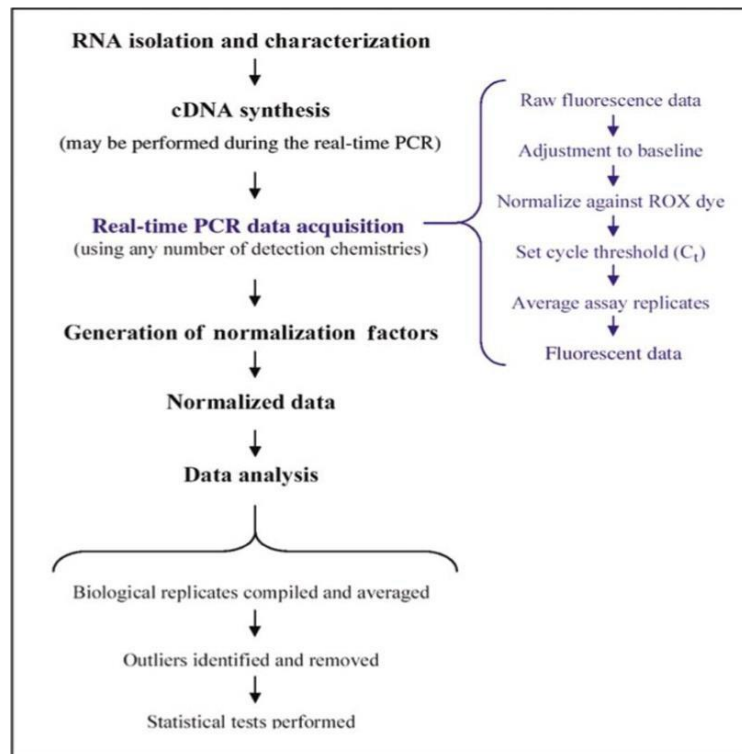 RNA isolation and characterization
cDNA synthesis
(may be performed during the real-time PCR)
Real-time PCR data acquisition
(using any number of detection chemistries)
Raw fluorescence data
Adjustment to baseline
Normalize against ROX dye
Set cycle threshold (Ct)
Average assay replicates
Fluorescent data
Generation of normalization factors
Normalized data
Data analysis
Biological replicates compiled and averaged
Outliers identified and removed
Statistical tests performed